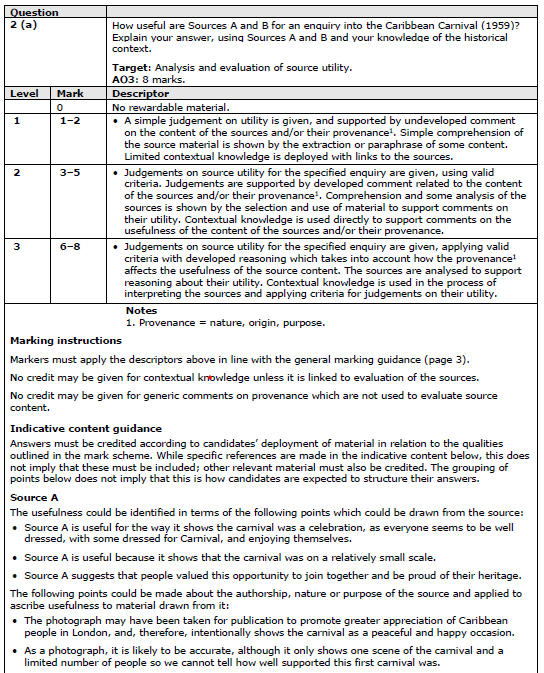 Question
2 (a)
How useful are Sources A and B for an enquiry into the Caribbean Carnival (1959)?
Explain your answer, using Sources A and B and your knowledge of the historical
context.
Target: Analysis and evaluation of source utility.
AO3: 8 marks.
Level Mark Descriptor
0 No rewardable material.
1 1–2 • A simple judgement on utility is given, and supported by undeveloped comment
on the content of the sources and/or their provenance¹. Simple comprehension of
the source material is shown by the extraction or paraphrase of some content.
Limited contextual knowledge is deployed with links to the sources.
2 3–5 • Judgements on source utility for the specified enquiry are given, using valid
criteria. Judgements are supported by developed comment related to the content
of the sources and/or their provenance¹. Comprehension and some analysis of the
sources is shown by the selection and use of material to support comments on
their utility. Contextual knowledge is used directly to support comments on the
usefulness of the content of the sources and/or their provenance.
3 6–8 • Judgements on source utility for the specified enquiry are given, applying valid
criteria with developed reasoning which takes into account how the provenance¹
affects the usefulness of the source content. The sources are analysed to support
reasoning about their utility. Contextual knowledge is used in the process of
interpreting the sources and applying criteria for judgements on their utility.
Notes
1. Provenance = nature, origin, purpose.
Marking instructions
Markers must apply the descriptors above in line with the general marking guidance (page 3).
No credit may be given for contextual knowledge unless it is linked to evaluation of the sources.
No credit may be given for generic comments on provenance which are not used to evaluate source
content.
Indicative content guidance
Answers must be credited according to candidates' deployment of material in relation to the qualities
outlined in the mark scheme. While specific references are made in the indicative content below, this does
not imply that these must be included; other relevant material must also be credited. The grouping of
points below does not imply that this is how candidates are expected to structure their answers.
Source A
The usefulness could be identified in terms of the following points which could be drawn from the source:
• Source A is useful for the way it shows the carnival was a celebration, as everyone seems to be well
dressed, with some dressed for Carnival, and enjoying themselves.
• Source A is useful because it shows that the carnival was on a relatively small scale.
• Source A suggests that people valued this opportunity to join together and be proud of their heritage.
The following points could be made about the authorship, nature or purpose of the source and applied to
ascribe usefulness to material drawn from it:
• The photograph may have been taken for publication to promote greater appreciation of Caribbean
people in London, and, therefore, intentionally shows the carnival as a peaceful and happy occasion.
• As a photograph, it is likely to be accurate, although it only shows one scene of the carnival and a
limited number of people so we cannot tell how well supported this first carnival was.